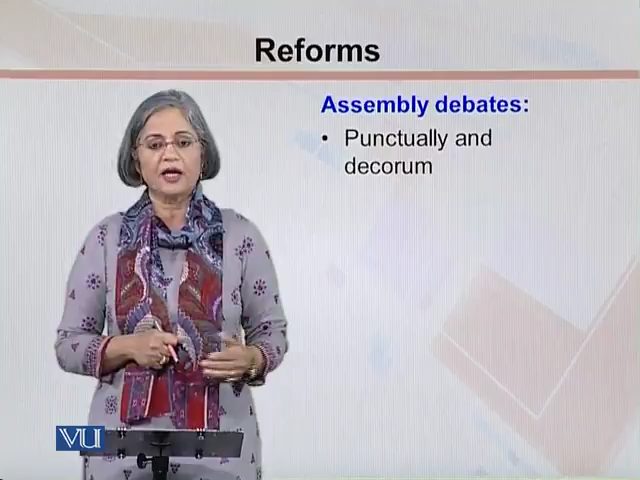 Reforms
Assembly debates:
• Punctually and
decorum
VU